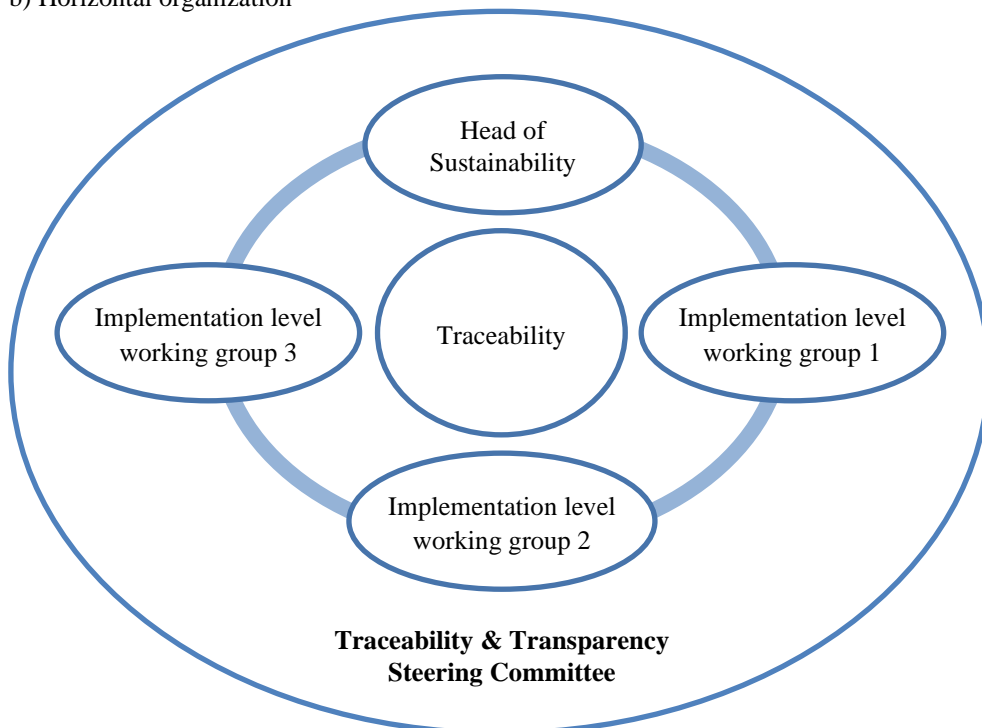 b) Horizontal organization
Head of
Sustainability
Implementation level
working group 3
Traceability
Implementation level
working group 1
Implementation level
working group 2
Traceability & Transparency
Steering Committee